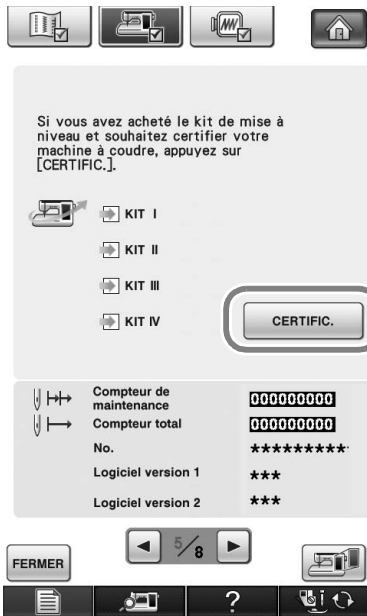 Si vous avez acheté le kit de mise à
niveau et souhaitez certifier votre
machine à coudre, appuyez sur
[CERTIFIC.].
KIT I
KIT II
KIT III
KIT IV
CERTIFIC.
Compteur de
maintenance
000000000
Compteur total
000000000
No.
*********
Logiciel version 1
***
Logiciel version 2
***
5/8
FERMER
?